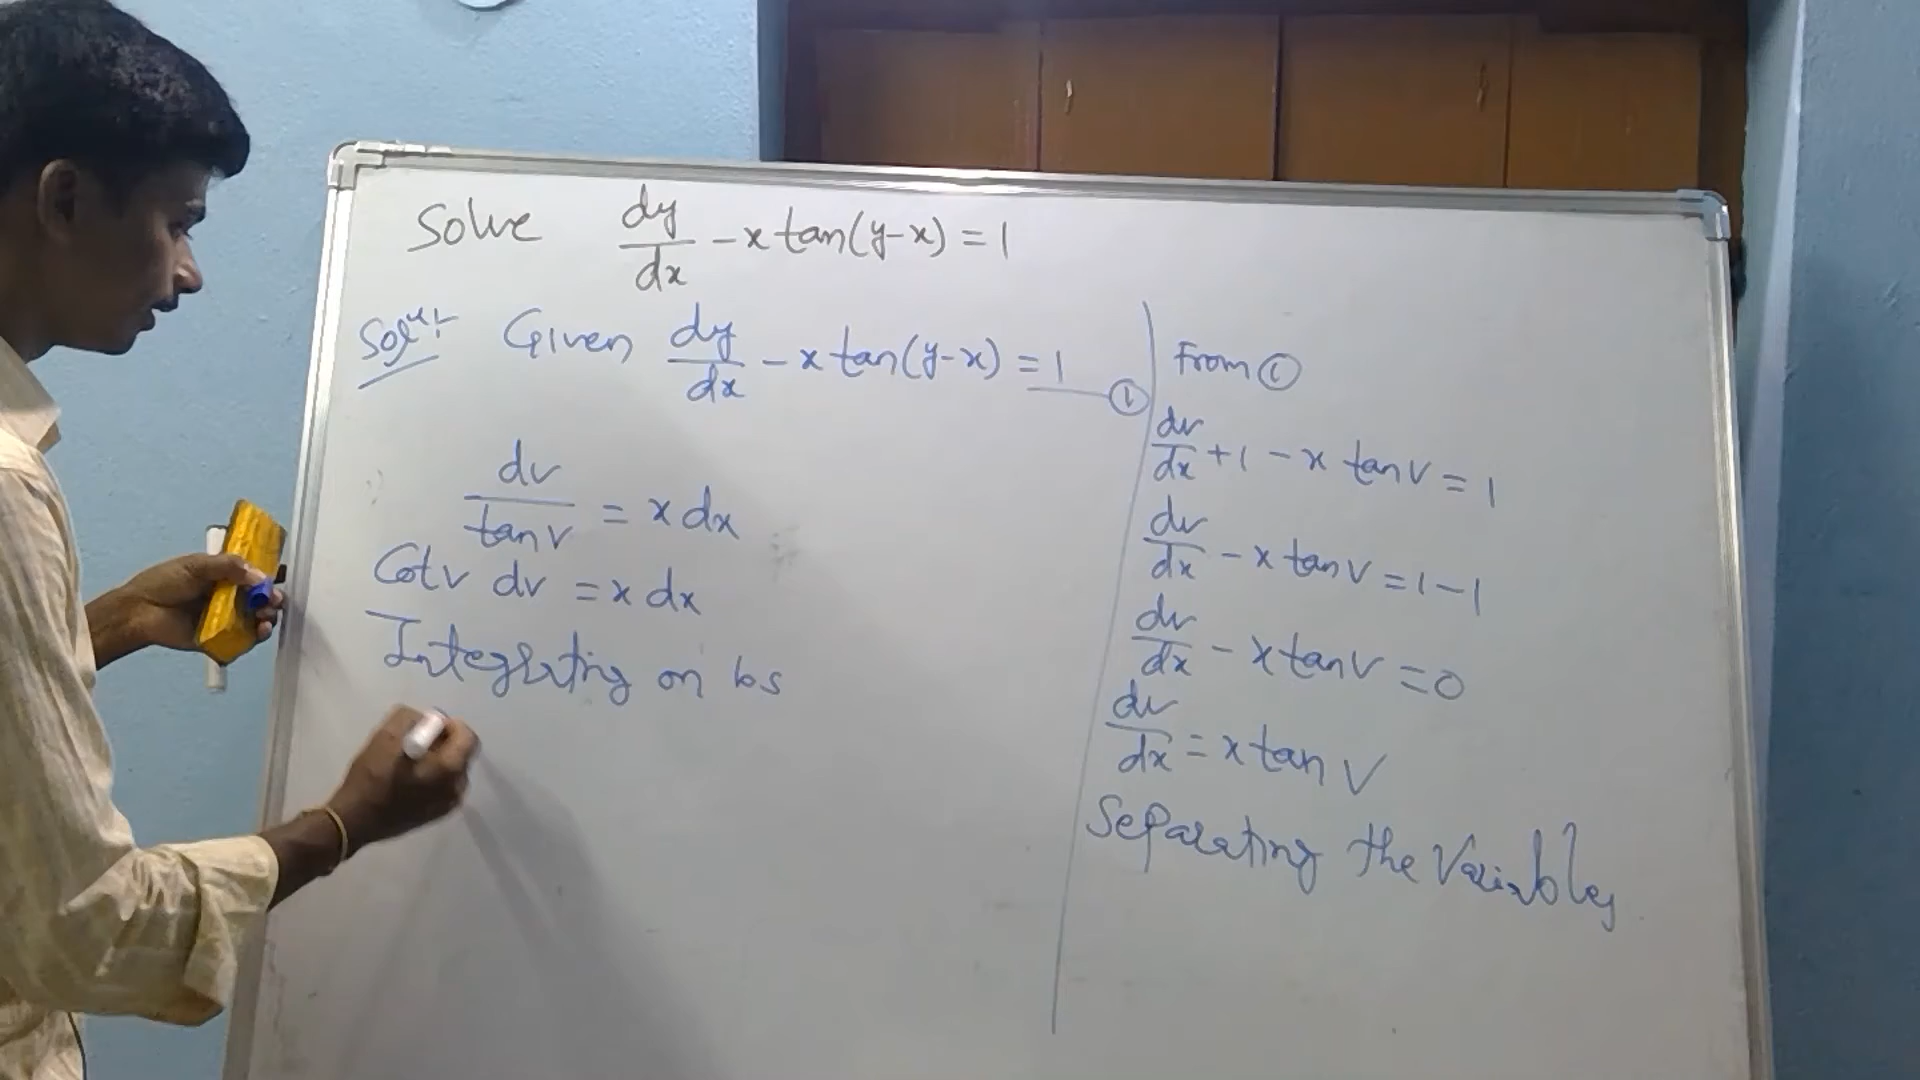 Solve dy/dx - x tan(y-x) = 1
Soln:- Given dy/dx - x tan(y-x) = 1 ①
dv/tan v = x dx
Cot v dv = x dx
Integrating on bs
From ①
dv/dx + 1 - x tan v = 1
dv/dx - x tan v = 1 - 1
dv/dx - x tan v = 0
dv/dx = x tan v
Separating the Variables